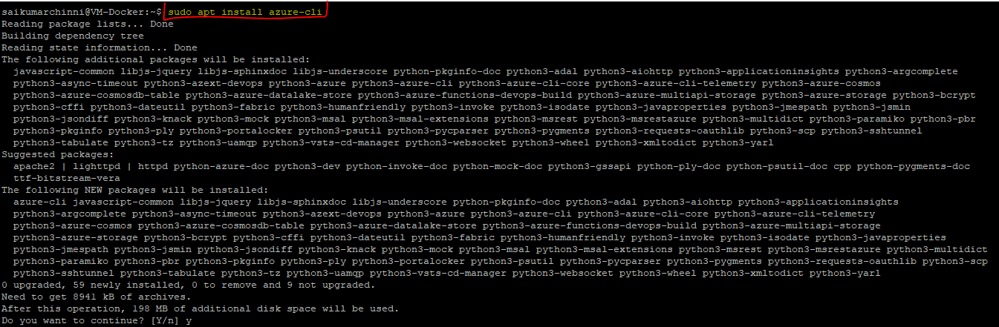 saikumarchinni@VM-Docker:~$ sudo apt install azure-cli
Reading package lists... Done
Building dependency tree
Reading state information... Done
The following additional packages will be installed:
  javascript-common libjs-jquery libjs-sphinxdoc libjs-underscore python-pkginfo-doc python3-adal python3-aiohttp python3-applicationinsights python3-argcomplete
  python3-async-timeout python3-azext-devops python3-azure python3-azure-cli python3-azure-cli-core python3-azure-cli-telemetry python3-azure-cosmos
  python3-azure-cosmosdb-table python3-azure-datalake-store python3-azure-functions-devops-build python3-azure-multiapi-storage python3-azure-storage python3-bcrypt
  python3-cffi python3-dateutil python3-fabric python3-humanfriendly python3-invoke python3-isodate python3-javaproperties python3-jmespath python3-jsmin
  python3-jsondiff python3-knack python3-mock python3-msal python3-msal-extensions python3-msrest python3-msrestazure python3-multidict python3-paramiko python3-pbr
  python3-pkginfo python3-ply python3-portalocker python3-psutil python3-pycparser python3-pygments python3-requests-oauthlib python3-scp python3-sshtunnel
  python3-tabulate python3-tz python3-uamqp python3-vsts-cd-manager python3-websocket python3-wheel python3-xmltodict python3-yarl
Suggested packages:
  apache2 | lighttpd | httpd python-azure-doc python3-dev python-invoke-doc python-mock-doc python3-gssapi python-ply-doc python-psutil-doc cpp python-pygments-doc
  ttf-bitstream-vera
The following NEW packages will be installed:
  azure-cli javascript-common libjs-jquery libjs-sphinxdoc libjs-underscore python-pkginfo-doc python3-adal python3-aiohttp python3-applicationinsights
  python3-argcomplete python3-async-timeout python3-azext-devops python3-azure python3-azure-cli python3-azure-cli-core python3-azure-cli-telemetry
  python3-azure-cosmos python3-azure-cosmosdb-table python3-azure-datalake-store python3-azure-functions-devops-build python3-azure-multiapi-storage
  python3-azure-storage python3-bcrypt python3-cffi python3-dateutil python3-fabric python3-humanfriendly python3-invoke python3-isodate python3-javaproperties
  python3-jmespath python3-jsmin python3-jsondiff python3-knack python3-mock python3-msal python3-msal-extensions python3-msrest python3-msrestazure python3-multidict
  python3-paramiko python3-pbr python3-pkginfo python3-ply python3-portalocker python3-psutil python3-pycparser python3-pygments python3-requests-oauthlib python3-scp
  python3-sshtunnel python3-tabulate python3-tz python3-uamqp python3-vsts-cd-manager python3-websocket python3-wheel python3-xmltodict python3-yarl
0 upgraded, 59 newly installed, 0 to remove and 9 not upgraded.
Need to get 8941 kB of archives.
After this operation, 198 MB of additional disk space will be used.
Do you want to continue? [Y/n] y